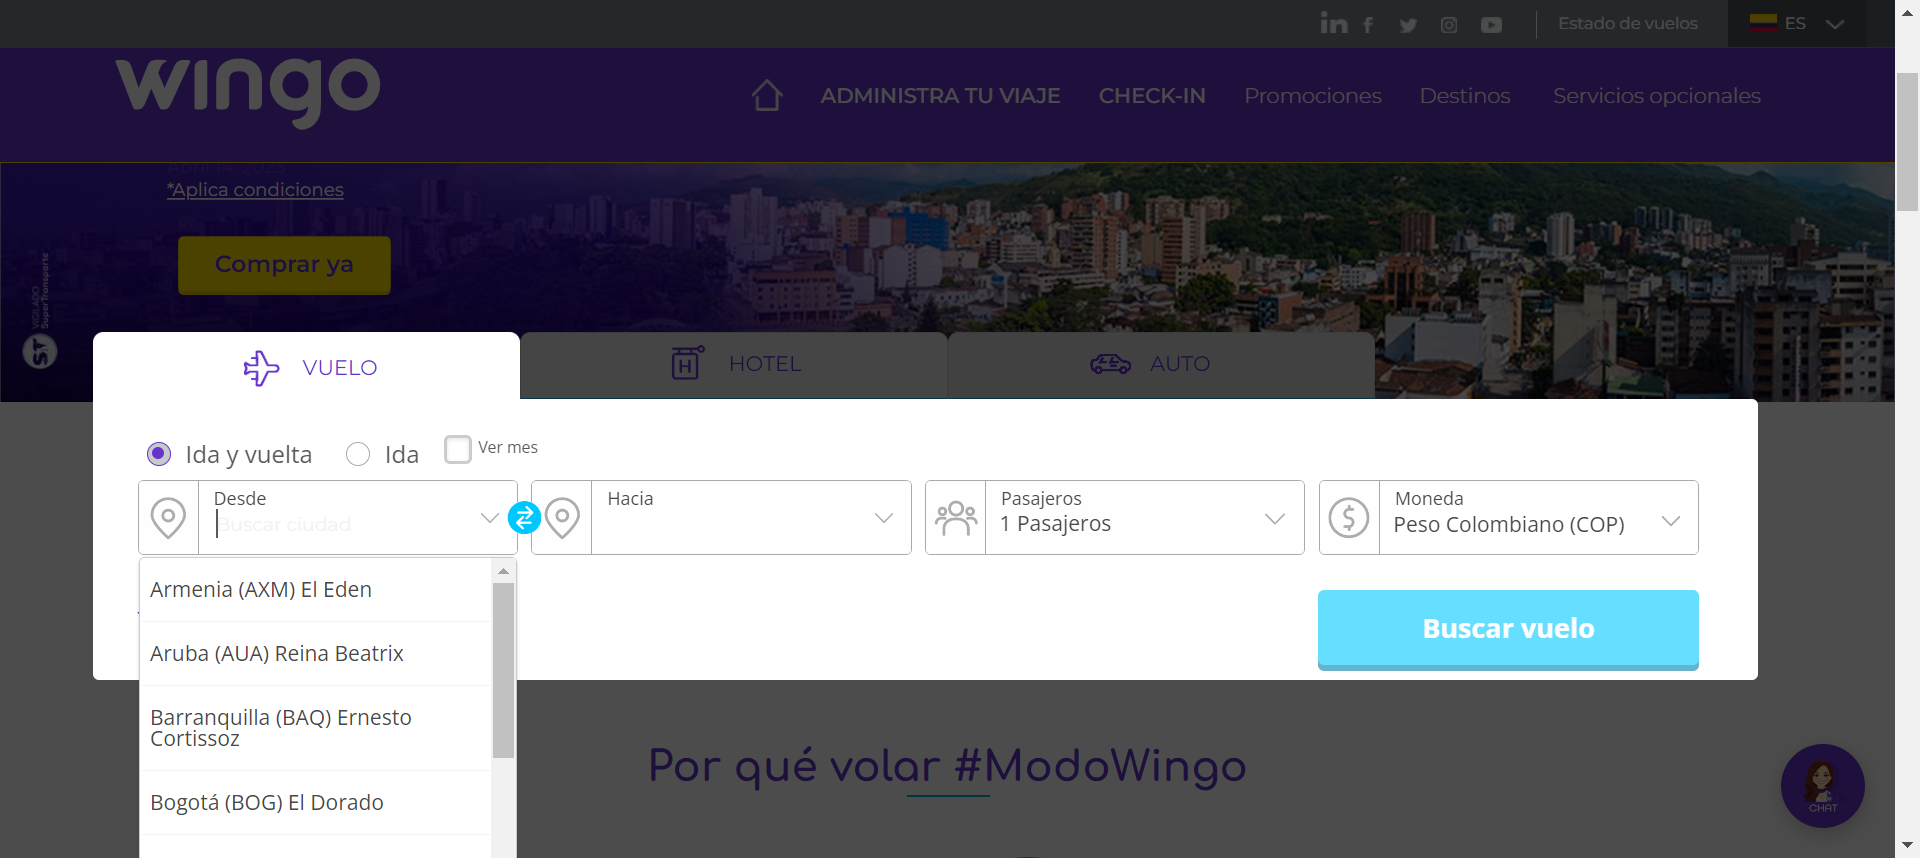 Estado de vuelos
ES
wingo
ADMINISTRA TU VIAJE
CHECK-IN
Promociones
Destinos
Servicios opcionales
*Aplica condiciones
Comprar ya
VIGILADO
SuperTransporte
ST
VUELO
HOTEL
AUTO
Ida y vuelta
Ida
Ver mes
Desde
Buscar ciudad
Hacia
Pasajeros
1 Pasajeros
Moneda
Peso Colombiano (COP)
Armenia (AXM) El Eden
Aruba (AUA) Reina Beatrix
Barranquilla (BAQ) Ernesto
Cortissoz
Bogotá (BOG) El Dorado
Buscar vuelo
Por qué volar #ModoWingo
CHAT